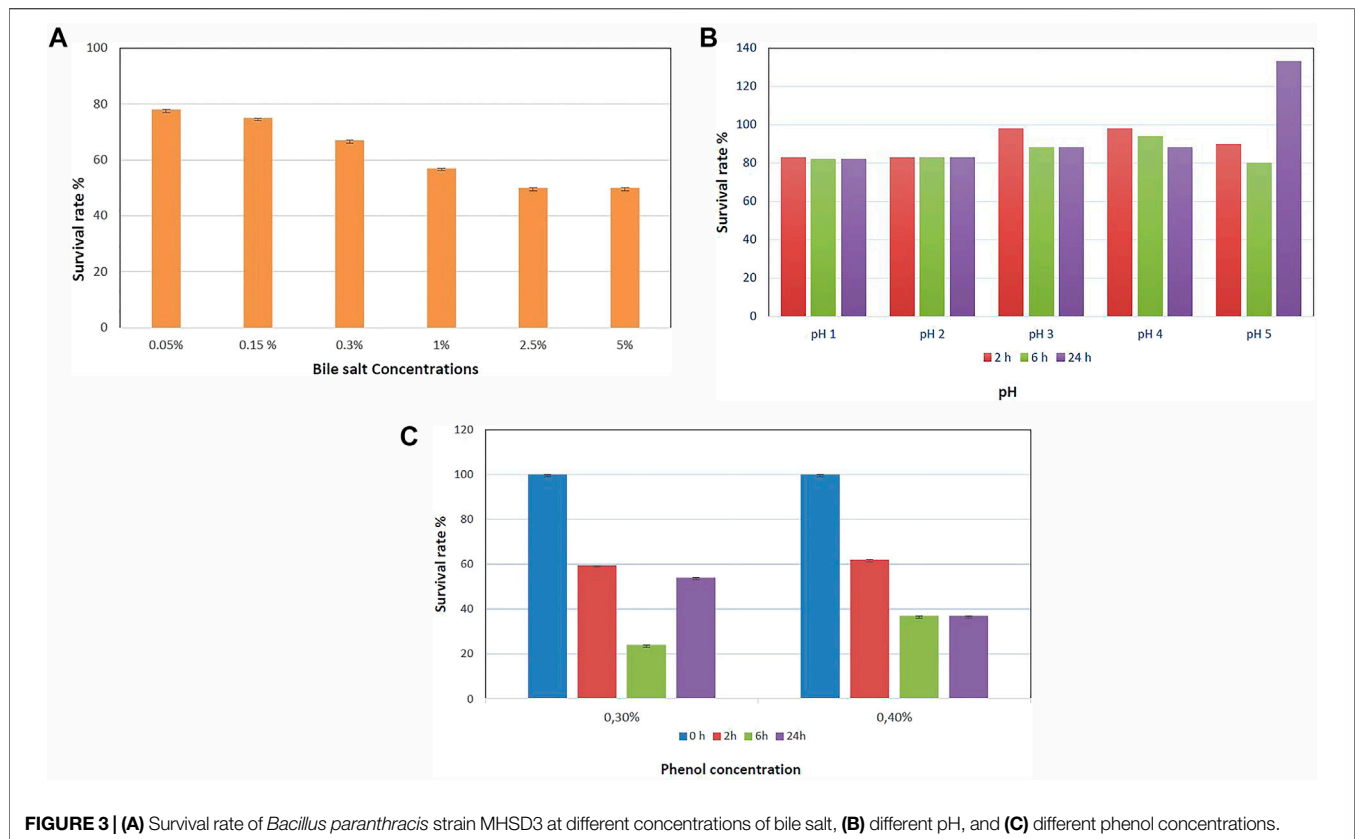 A
100
80
60
40
20
0
Survival rate %
0.05% 0.15 % 0.3% 1% 2.5% 5%
Bile salt Concentrations
B
140
120
100
80
60
40
20
0
Survival rate %
pH 1 pH 2 pH 3 pH 4 pH 5
2 h 6 h 24 h
pH
C
120
100
80
60
40
20
0
Survival rate %
0,30% 0,40%
0 h 2h 6h 24h
Phenol concentration
FIGURE 3 | (A) Survival rate of Bacillus paranthracis strain MHSD3 at different concentrations of bile salt, (B) different pH, and (C) different phenol concentrations.